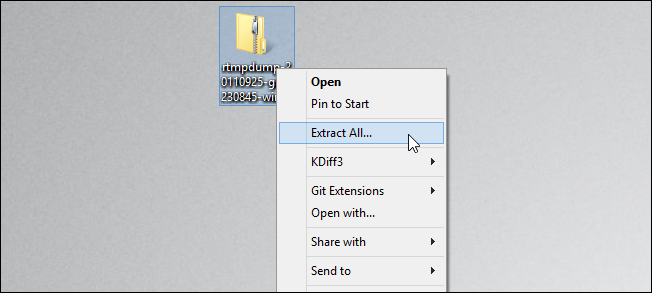 rtmpdump-2
0110925-g
230845-wi
Open
Pin to Start
Extract All...
KDiff3
Git Extensions
Open with...
Share with
Send to